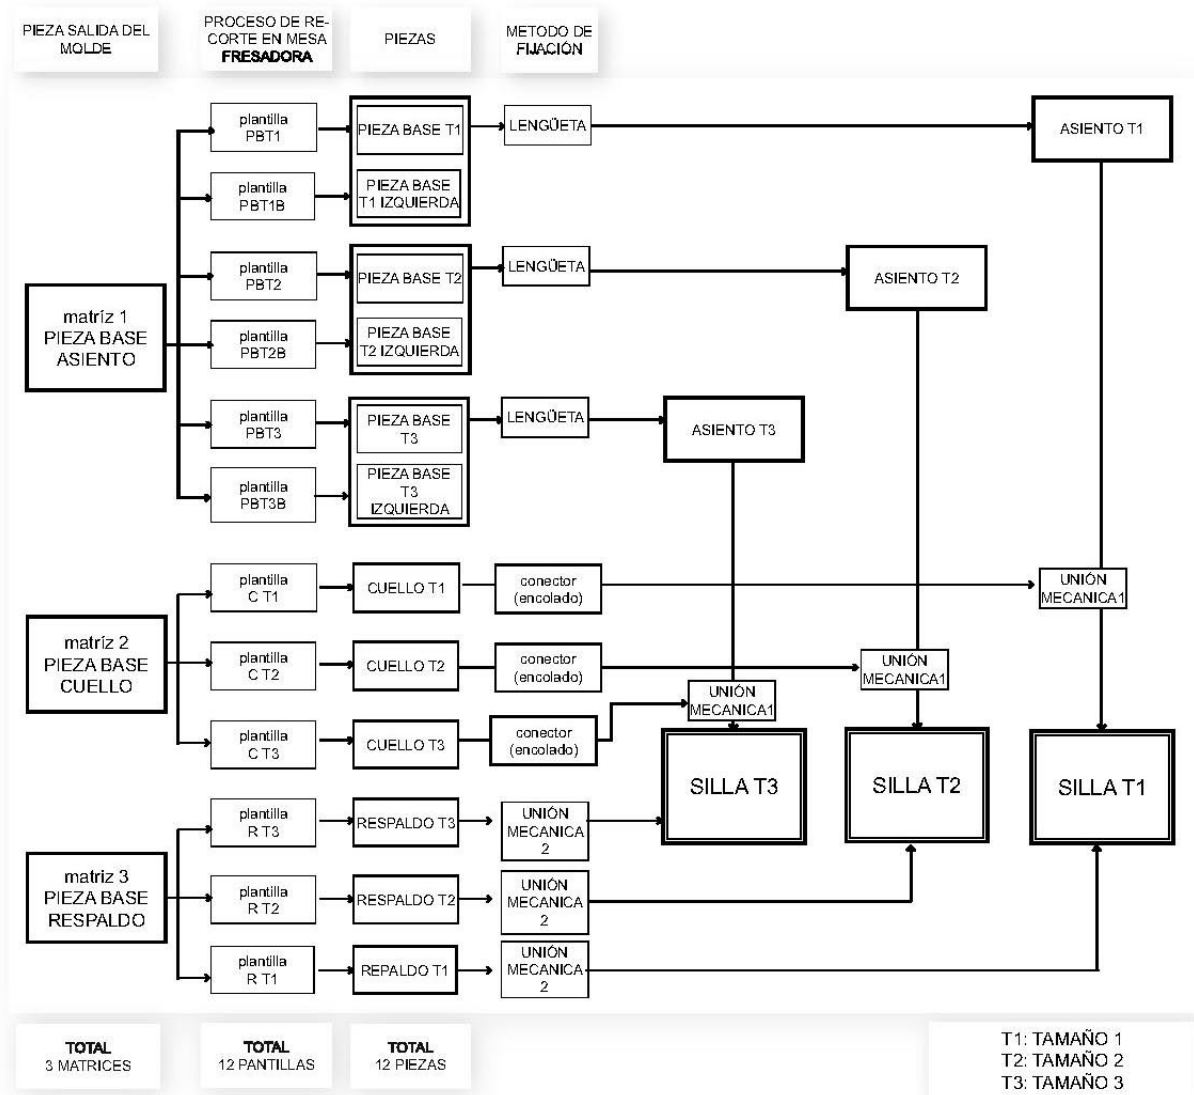 PIEZA SALIDA DEL
MOLDE
PROCESO DE RE-
CORTE EN MESA
FRESADORA
PIEZAS
METODO DE
FIJACIÓN
plantilla
PBT1
PIEZA BASE T1
LENGÜETA
ASIENTO T1
plantilla
PBT1B
PIEZA BASE
T1 IZQUIERDA
plantilla
PBT2
PIEZA BASE T2
LENGÜETA
ASIENTO T2
matríz 1
PIEZA BASE
ASIENTO
plantilla
PBT2B
PIEZA BASE
T2 IZQUIERDA
plantilla
PBT3
PIEZA BASE
T3
LENGÜETA
ASIENTO T3
plantilla
PBT3B
PIEZA BASE
T3
IZQUIERDA
plantilla
C T1
CUELLO T1
conector
(encolado)
UNIÓN
MECANICA1
matríz 2
PIEZA BASE
CUELLO
plantilla
C T2
CUELLO T2
conector
(encolado)
UNIÓN
MECANICA1
plantilla
C T3
CUELLO T3
conector
(encolado)
UNIÓN
MECANICA1
SILLA T3
SILLA T2
SILLA T1
matríz 3
PIEZA BASE
RESPALDO
plantilla
R T3
RESPALDO T3
UNIÓN
MECANICA
2
plantilla
R T2
RESPALDO T2
UNIÓN
MECANICA
2
plantilla
R T1
REPALDO T1
UNIÓN
MECANICA
2
TOTAL
3 MATRICES
TOTAL
12 PANTILLAS
TOTAL
12 PIEZAS
T1: TAMAÑO 1
T2: TAMAÑO 2
T3: TAMAÑO 3